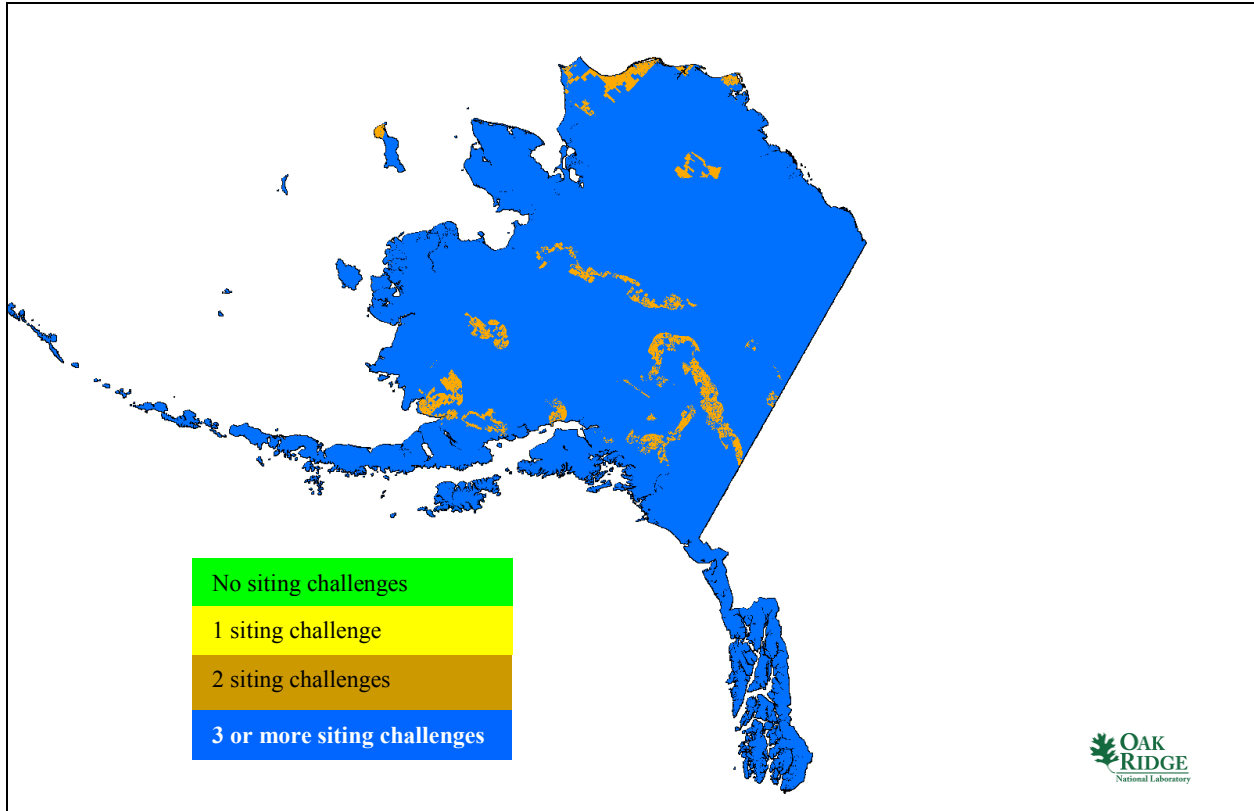 No siting challenges
1 siting challenge
2 siting challenges
3 or more siting challenges
OAK
RIDGE
National Laboratory